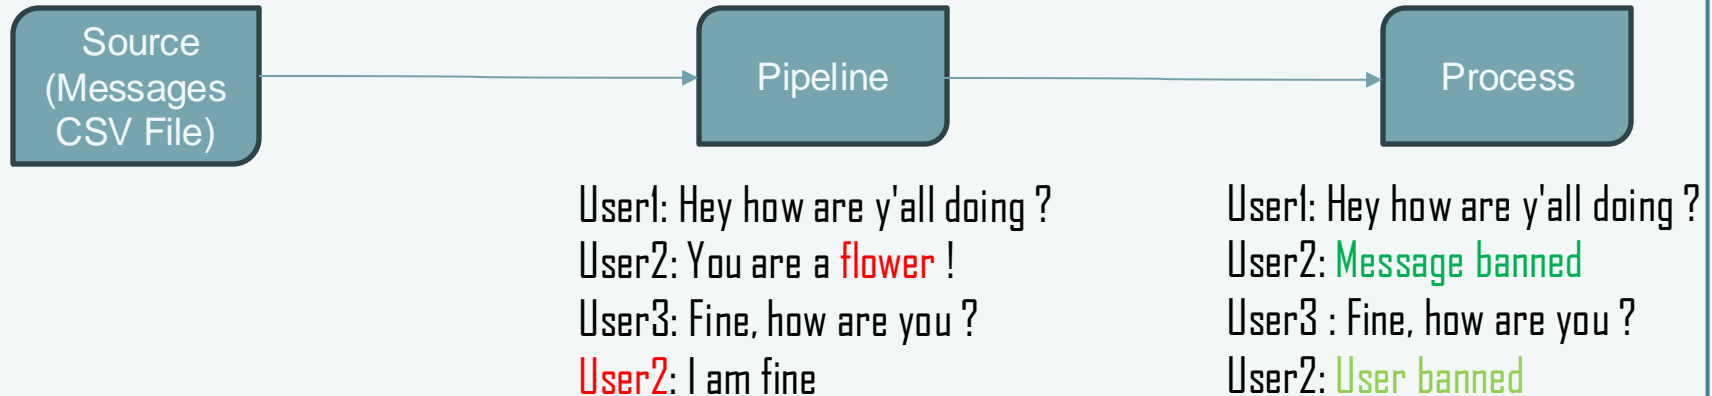 Source
(Messages
CSV File)
Pipeline
Process
User1: Hey how are y'all doing ?
User2: You are a flower !
User3: Fine, how are you ?
User2: I am fine
User1: Hey how are y'all doing ?
User2: Message banned
User3 : Fine, how are you ?
User2: User banned